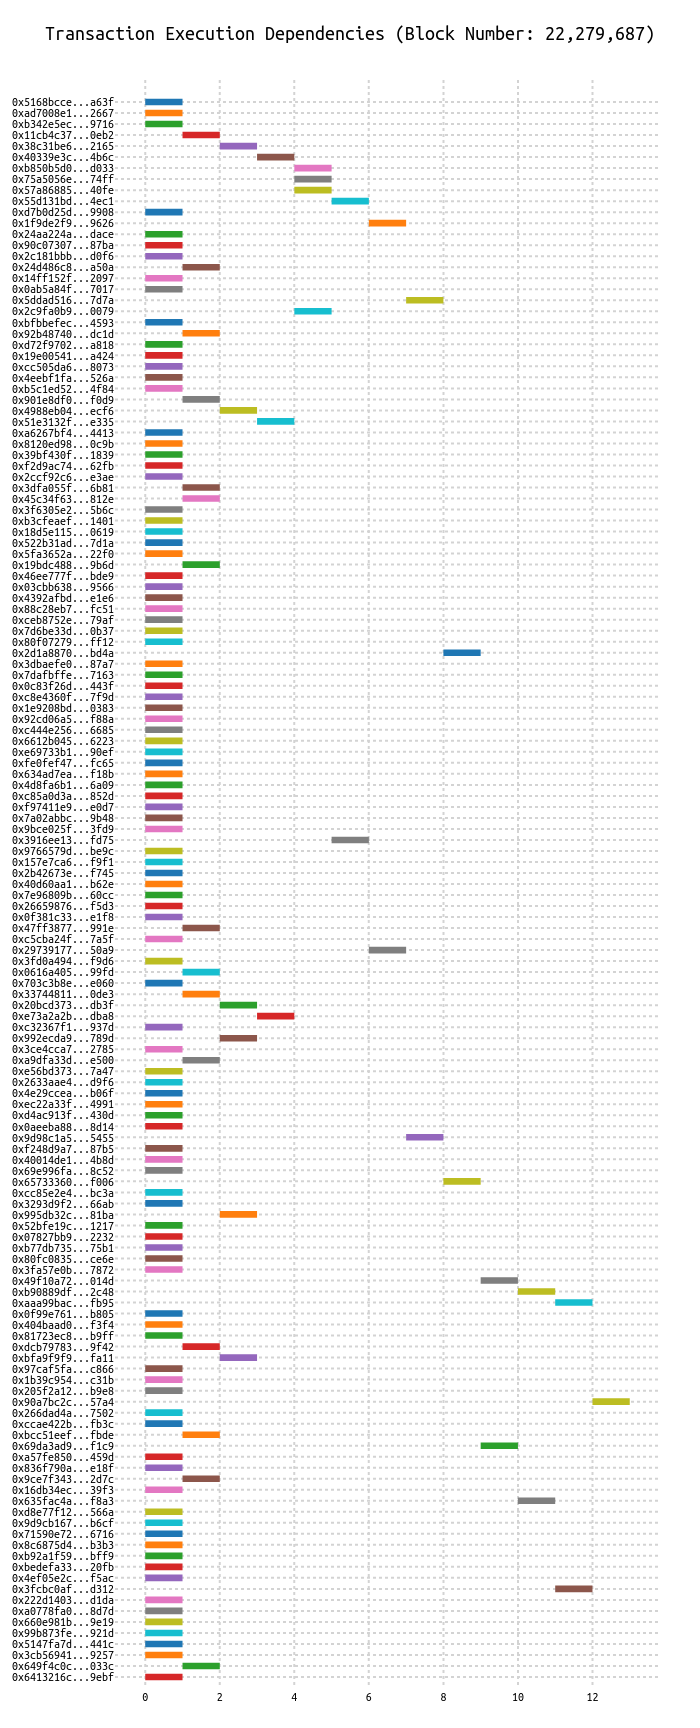 Transaction Execution Dependencies (Block Number: 22,279,687)
0x5168bcce...a63f
0xad7008e1...2667
0xb342e5ec...9716
0x11cb4c37...0eb2
0x38c31be6...2165
0x40339e3c...4b6c
0xb850b5d0...d033
0x75a5056e...74ff
0x57a86885...40fe
0x55d131bd...4ec1
0xd7b0d25d...9908
0x1f9de2f9...9626
0x24aa224a...dace
0x90c07307...87ba
0x2c181bbb...d0f6
0x24d486c8...a50a
0x14ff152f...2097
0x0ab5a84f...7017
0x5ddad516...7d7a
0x2c9fa0b9...0079
0xbfbbefec...4593
0x92b48740...dc1d
0xd72f9702...a818
0x19e00541...a424
0xcc505da6...8073
0x4eebf1fa...526a
0xb5c1ed52...4f84
0x901e8df0...f0d9
0x4988eb04...ecf6
0x51e3132f...e335
0xa6267bf4...4413
0x8120ed98...0c9b
0x39bf430f...1839
0xf2d9ac74...62fb
0x2ccf92c6...e3ae
0x3dfa055f...6b81
0x45c34f63...812e
0x3f6305e2...5b6c
0xb3cfeaef...1401
0x18d5e115...0619
0x522b31ad...7d1a
0x5fa3652a...22f0
0x19bdc488...9b6d
0x46ee777f...bde9
0x03cbb638...9566
0x4392afbd...e1e6
0x88c28eb7...fc51
0xceb8752e...79af
0x7d6be33d...0b37
0x80f07279...ff12
0x2d1a8870...bd4a
0x3dbaefe0...87a7
0x7dafbffe...7163
0x0c83f26d...443f
0xc8e4360f...7f9d
0x1e9208bd...0383
0x92cd06a5...f88a
0xc444e256...6685
0x6612b045...6223
0xe69733b1...90ef
0xfe0fef47...fc65
0x634ad7ea...f18b
0x4d8fa6b1...6a09
0xc85a0d3a...852d
0xf97411e9...e0d7
0x7a02abbc...9b48
0x9bce025f...3fd9
0x3916ee13...fd75
0x9766579d...be9c
0x157e7ca6...f9f1
0x2b42673e...f745
0x40d60aa1...b62e
0x7e96809b...60cc
0x26659876...f5d3
0x0f381c33...e1f8
0x47ff3877...991e
0xc5cba24f...7a5f
0x29739177...50a9
0x3fd0a494...f9d6
0x0616a405...99fd
0x703c3b8e...e060
0x33744811...0de3
0x20bcd373...db3f
0xe73a2a2b...dba8
0xc32367f1...937d
0x992ecda9...789d
0x3ce4cca7...2785
0xa9dfa33d...e500
0xe56bd373...7a47
0x2633aae4...d9f6
0x4e29ccea...b06f
0xec22a33f...4991
0xd4ac913f...430d
0x0aeeba88...8d14
0x9d98c1a5...5455
0xf248d9a7...87b5
0x40014de1...4b8d
0x69e996fa...8c52
0x65733360...f006
0xcc85e2e4...bc3a
0x3293d9f2...66ab
0x995db32c...81ba
0x52bfe19c...1217
0x07827bb9...2232
0xb77db735...75b1
0x80fc0835...ce6e
0x3fa57e0b...7872
0x49f10a72...014d
0xb90889df...2c48
0xaaa99bac...fb95
0x0f99e761...b805
0x404baad0...f3f4
0x81723ec8...b9ff
0xdcb79783...9f42
0xbfa9f9f9...fa11
0x97caf5fa...c866
0x1b39c954...c31b
0x205f2a12...b9e8
0x90a7bc2c...57a4
0x266dad4a...7502
0xccae422b...fb3c
0xbcc51eef...fbde
0x69da3ad9...f1c9
0xa57fe850...459d
0x836f790a...e18f
0x9ce7f343...2d7c
0x16db34ec...39f3
0x635fac4a...f8a3
0xd8e77f12...566a
0x9d9cb167...b6cf
0x71590e72...6716
0x8c6875d4...b3b3
0xb92a1f59...bff9
0xbedefa33...20fb
0x4ef05e2c...f5ac
0x3fcbc0af...d312
0x222d1403...d1da
0xa0778fa0...8d7d
0x660e981b...9e19
0x99b873fe...921d
0x5147fa7d...441c
0x3cb56941...9257
0x649f4c0c...033c
0x6413216c...9ebf
0 2 4 6 8 10 12